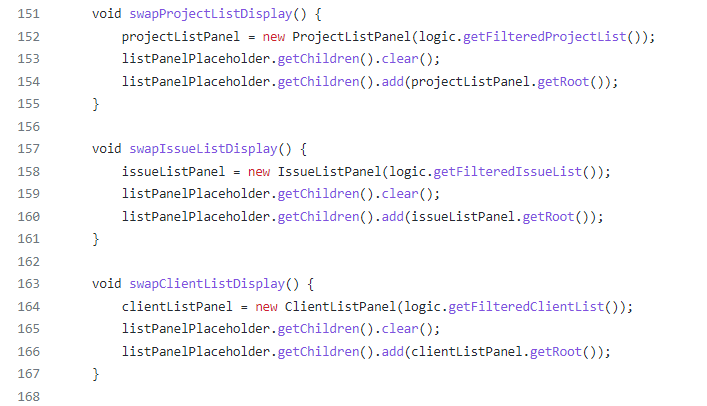 151 void swapProjectListDisplay() {
152 projectListPanel = new ProjectListPanel(logic.getFilteredProjectList());
153 listPanelPlaceholder.getChildren().clear();
154 listPanelPlaceholder.getChildren().add(projectListPanel.getRoot());
155 }
156
157 void swapIssueListDisplay() {
158 issueListPanel = new IssueListPanel(logic.getFilteredIssueList());
159 listPanelPlaceholder.getChildren().clear();
160 listPanelPlaceholder.getChildren().add(issueListPanel.getRoot());
161 }
162
163 void swapClientListDisplay() {
164 clientListPanel = new ClientListPanel(logic.getFilteredClientList());
165 listPanelPlaceholder.getChildren().clear();
166 listPanelPlaceholder.getChildren().add(clientListPanel.getRoot());
167 }
168